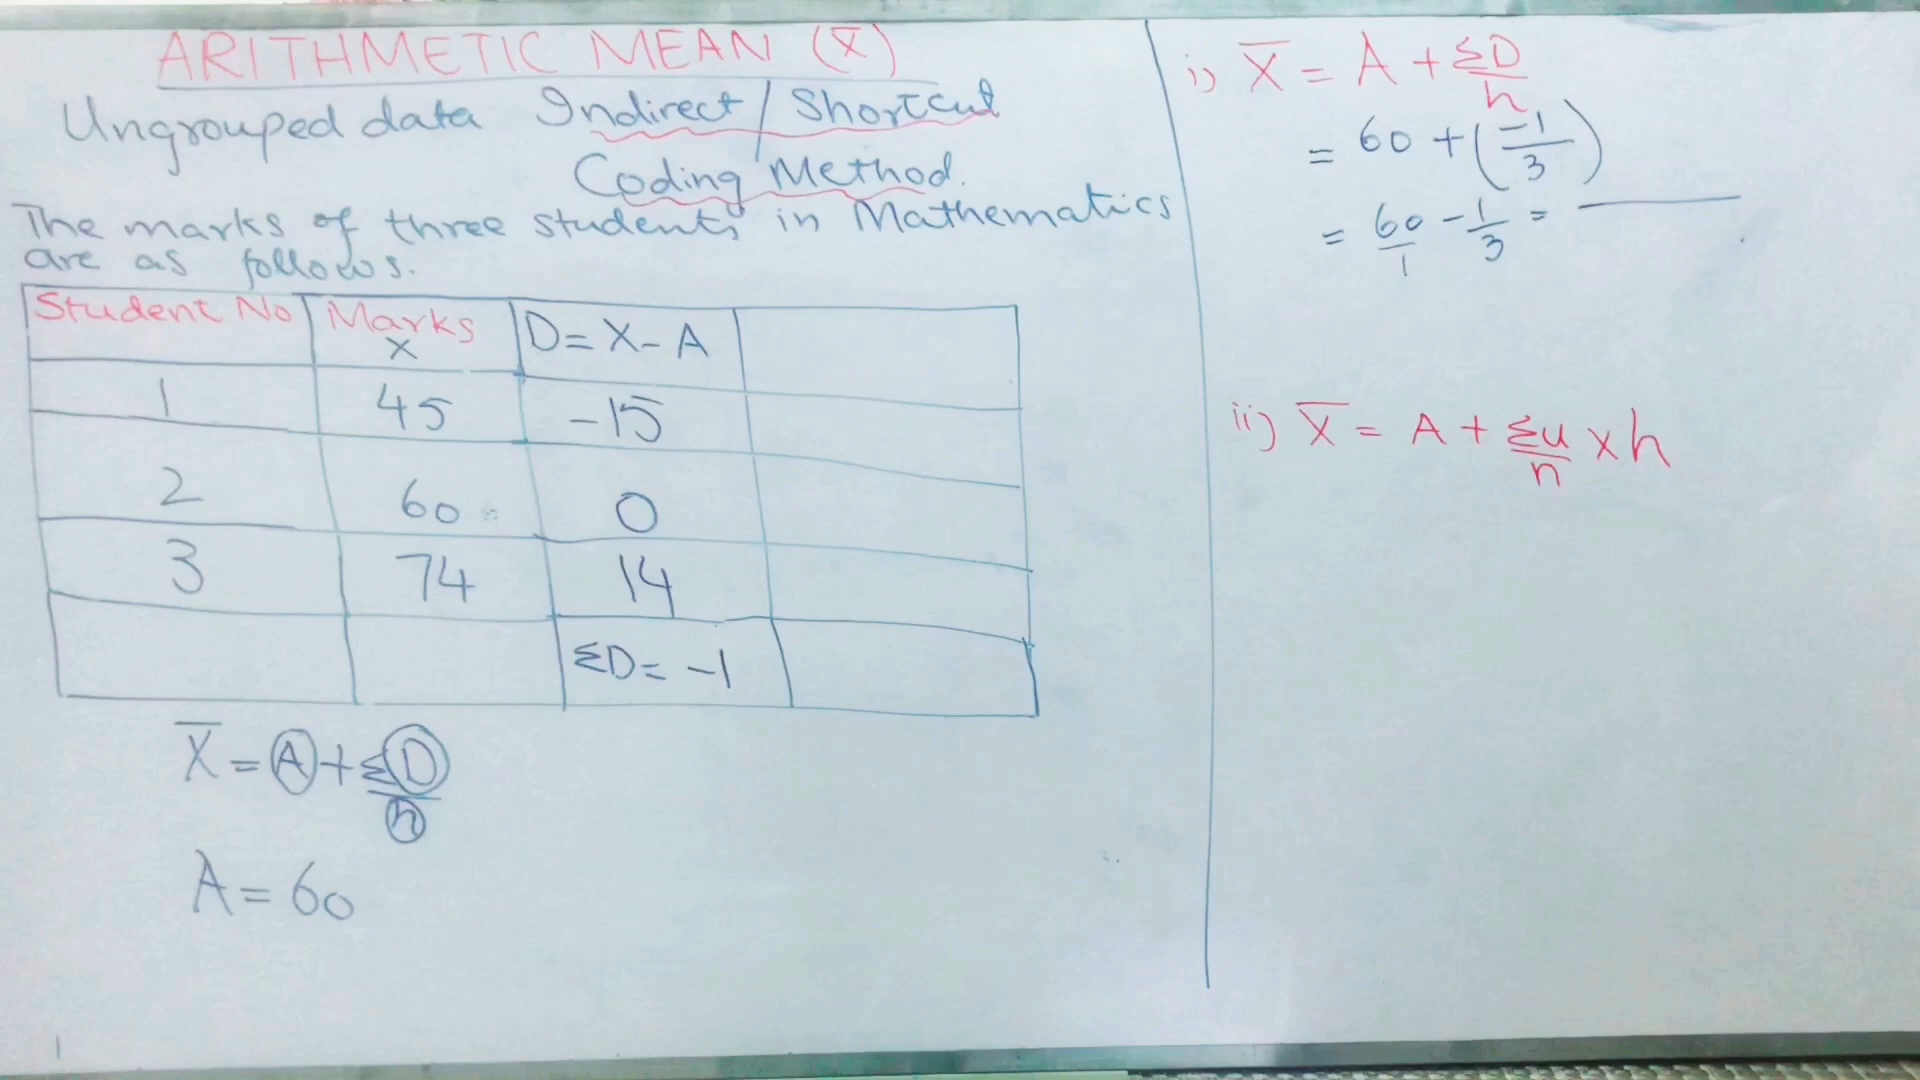 ARITHMETIC MEAN (X̅)
Ungrouped data Indirect / Shortcut
Coding Method.
The marks of three students in Mathematics
are as follows.
Student No Marks X D = X - A
1 45 -15
2 60 0
3 74 14
ΣD = -1
X̅ = A + ΣD/n
A = 60
i) X̅ = A + ΣD/n
= 60 + (-1/3)
= 60/1 - 1/3 =
ii) X̅ = A + Σu/n × h